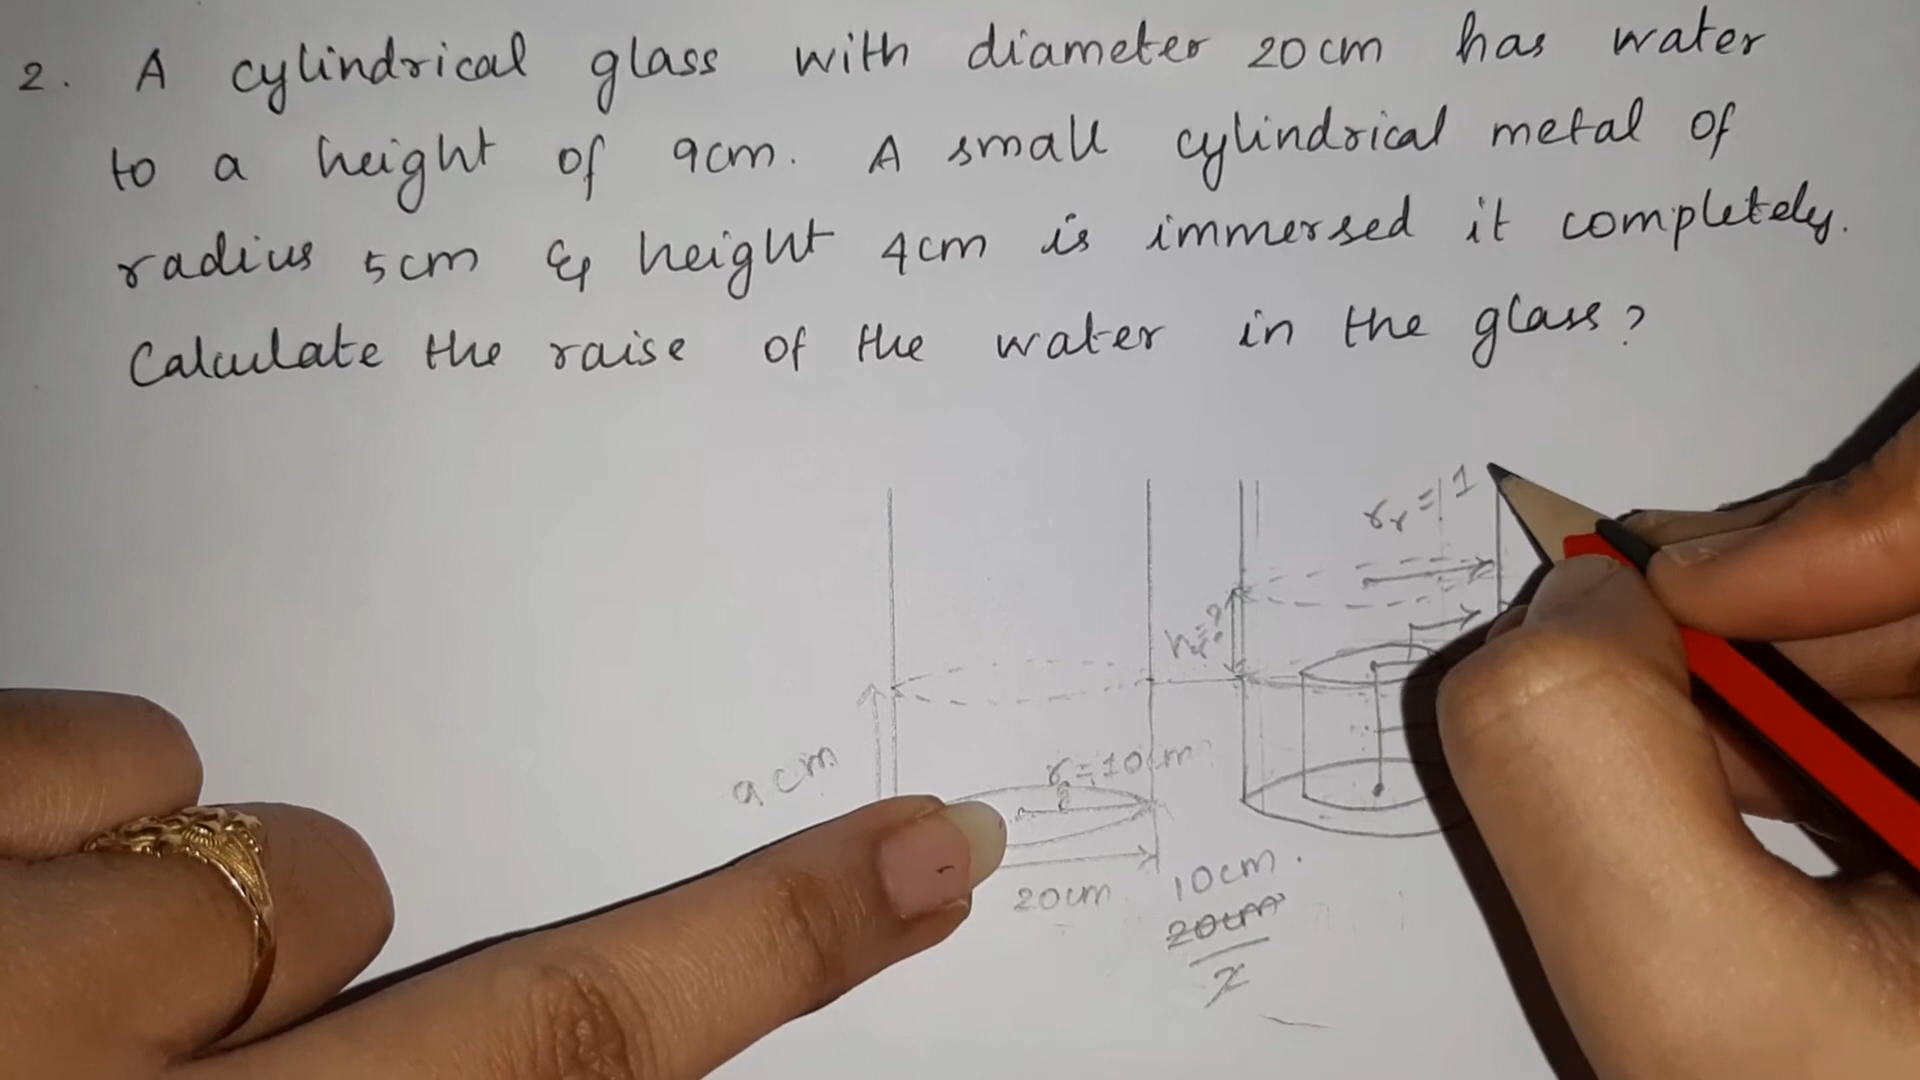 2. A cylindrical glass with diameter 20cm has water
to a height of 9cm. A small cylindrical metal of
radius 5cm & height 4cm is immersed it completely.
Calculate the raise of the water in the glass?
rᵣ = 1
h = ?
9cm
r = 10cm
20cm
10cm.
20cm
2